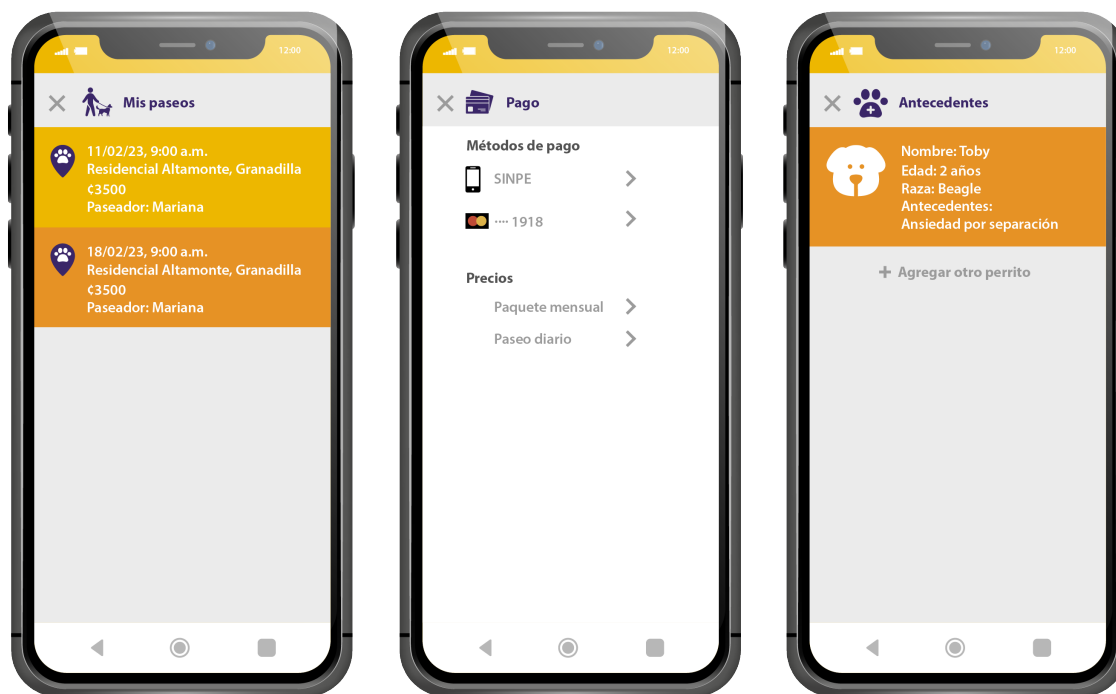 12:00
Mis paseos
11/02/23, 9:00 a.m.
Residencial Altamonte, Granadilla
¢3500
Paseador: Mariana
18/02/23, 9:00 a.m.
Residencial Altamonte, Granadilla
¢3500
Paseador: Mariana
12:00
Pago
Métodos de pago
SINPE
.... 1918
Precios
Paquete mensual
Paseo diario
12:00
Antecedentes
Nombre: Toby
Edad: 2 años
Raza: Beagle
Antecedentes:
Ansiedad por separación
+ Agregar otro perrito